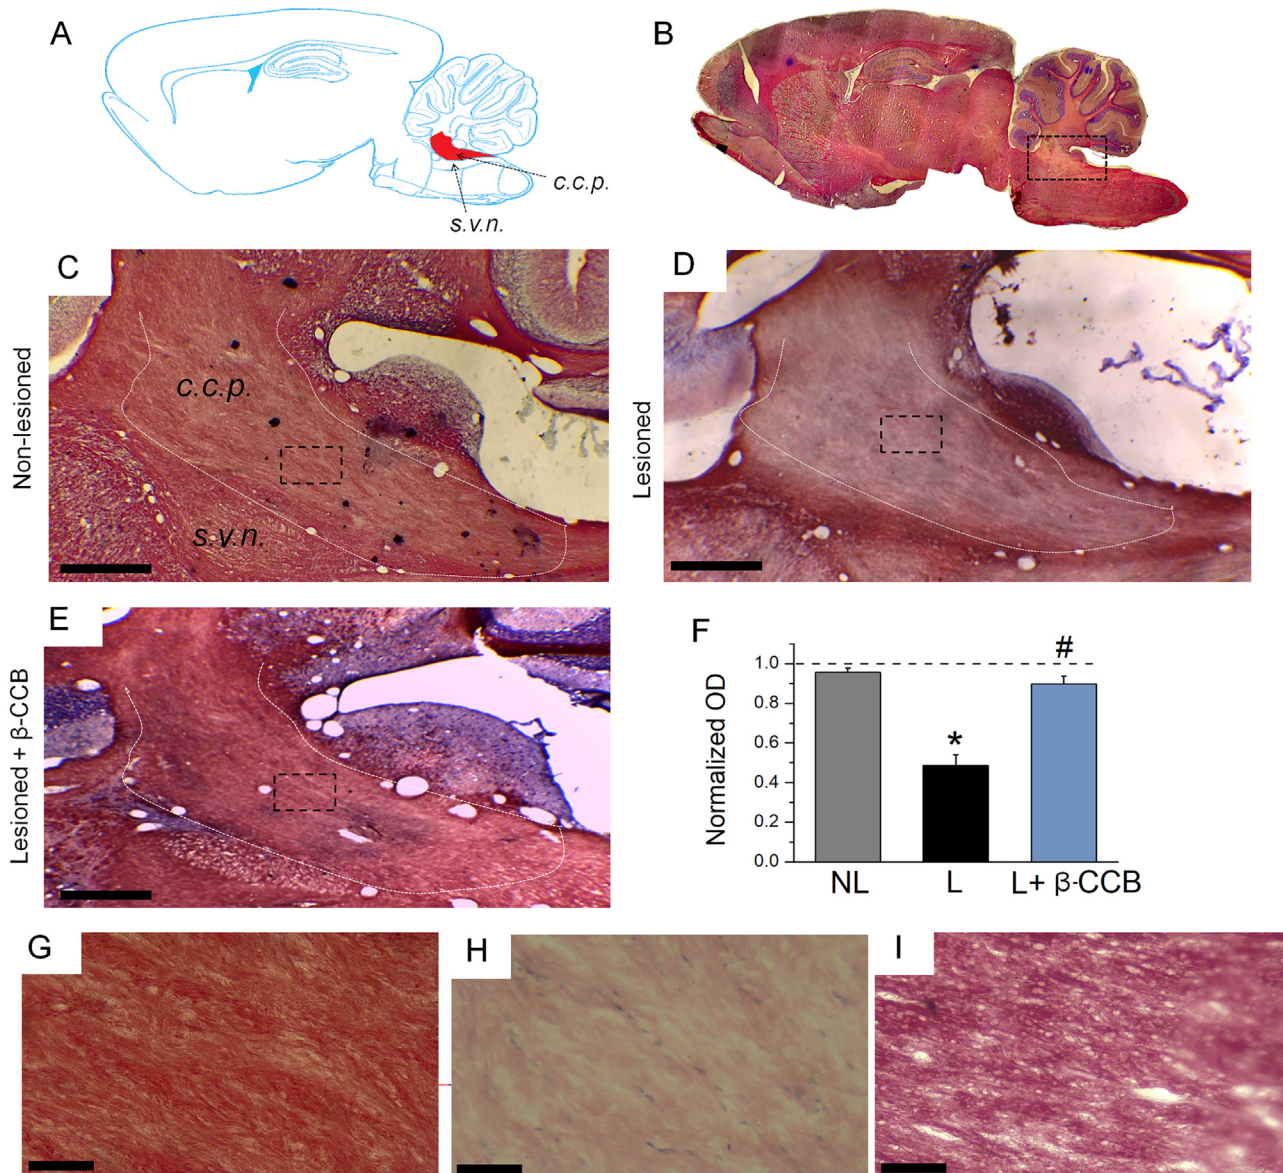 A
c.c.p.
s.v.n.
B
C
Non-lesioned
c.c.p.
s.v.n.
D
Lesioned
E
Lesioned + β-CCB
F
Normalized OD
1.0
0.8
0.6
0.4
0.2
0.0
*
#
NL
L
L+ β-CCB
G
H
I